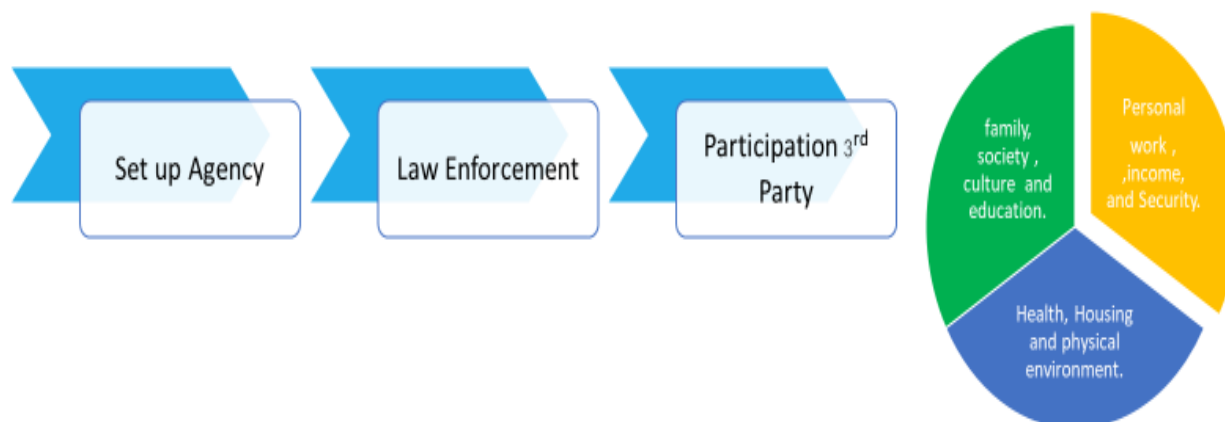 Set up Agency
Law Enforcement
Participation 3rd
Party
family,
society ,
culture and
education.
Personal
work ,
,income,
and Security.
Health, Housing
and physical
environment.